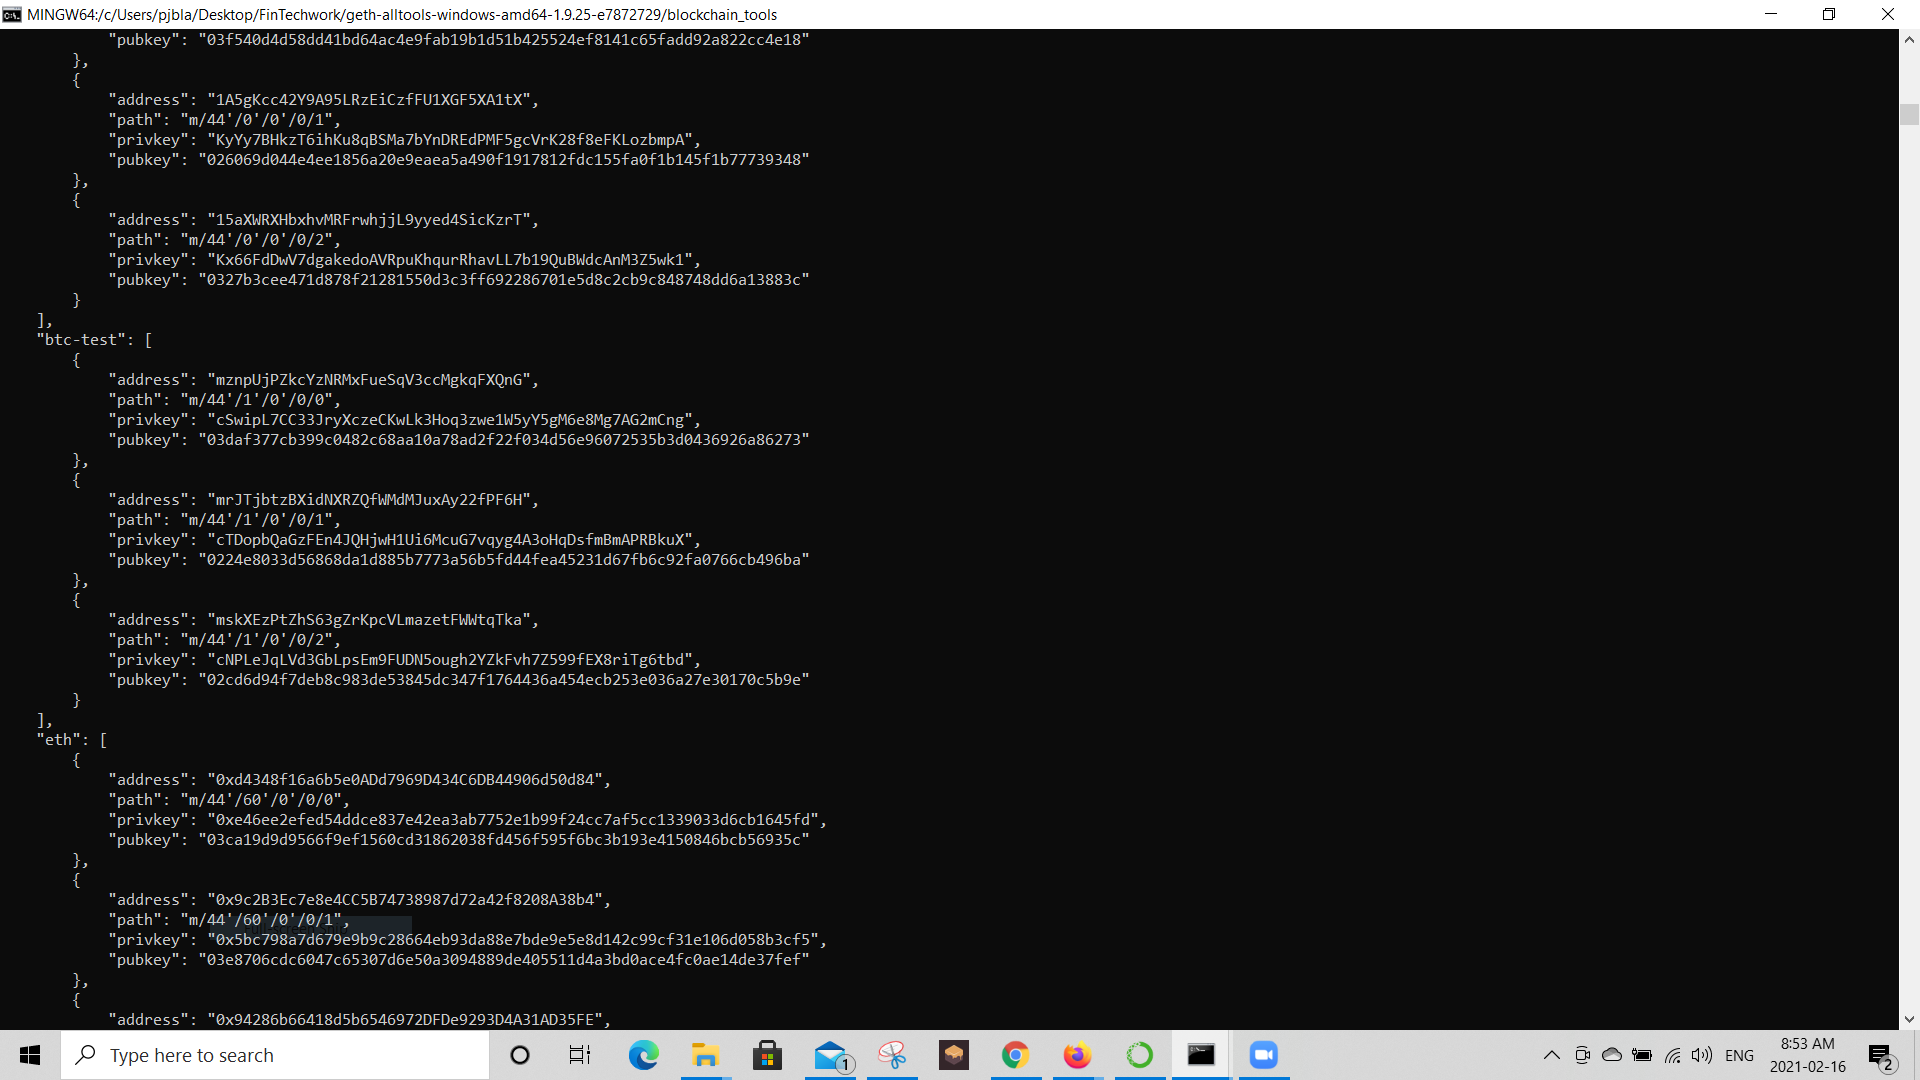 MINGW64:/c/Users/pjbla/Desktop/FinTechwork/geth-alltools-windows-amd64-1.9.25-e7872729/blockchain_tools
"pubkey": "03f540d4d58dd41bd64ac4e9fab19b1d51b425524ef8141c65fadd92a822cc4e18"
},
{
"address": "1A5gKcc42Y9A95LRzEiCzfFU1XGF5XA1tX",
"path": "m/44'/0'/0'/0/1",
"privkey": "KyYy7BHkzT6ihKu8qBSMa7bYnDREdPMF5gcVrK28f8eFKLozbmpA",
"pubkey": "026069d044e4ee1856a20e9eaea5a490f1917812fdc155fa0f1b145f1b77739348"
},
{
"address": "15aXWRXHbxhvMRFrwhjjL9yyed4SicKzrT",
"path": "m/44'/0'/0'/0/2",
"privkey": "Kx66FdDwV7dgakedoAVRpuKhqurRhavLL7b19QuBWdcAnM3Z5wk1",
"pubkey": "0327b3cee471d878f21281550d3c3ff692286701e5d8c2cb9c848748dd6a13883c"
}
],
"btc-test": [
{
"address": "mznpUjPZkcYzNRMxFueSqV3ccMgkqFXQnG",
"path": "m/44'/1'/0'/0/0",
"privkey": "cSwipL7CC33JryXczeCKwLk3Hoq3zwe1W5yY5gM6e8Mg7AG2mCng",
"pubkey": "03daf377cb399c0482c68aa10a78ad2f22f034d56e96072535b3d0436926a86273"
},
{
"address": "mrJTjbtzBXidNXRZQfWMdMJuxAy22fPF6H",
"path": "m/44'/1'/0'/0/1",
"privkey": "cTDopbQaGzFEn4JQHjwH1Ui6McuG7vqyg4A3oHqDsfmBmAPRBkuX",
"pubkey": "0224e8033d56868da1d885b7773a56b5fd44fea45231d67fb6c92fa0766cb496ba"
},
{
"address": "mskXEzPtZhS63gZrKpcVLmazetFWWtqTka",
"path": "m/44'/1'/0'/0/2",
"privkey": "cNPLeJqLVd3GbLpsEm9FUDN5ough2YZkFvh7Z599fEX8riTg6tbd",
"pubkey": "02cd6d94f7deb8c983de53845dc347f1764436a454ecb253e036a27e30170c5b9e"
}
],
"eth": [
{
"address": "0xd4348f16a6b5e0ADd7969D434C6DB44906d50d84",
"path": "m/44'/60'/0'/0/0",
"privkey": "0xe46ee2efed54ddce837e42ea3ab7752e1b99f24cc7af5cc1339033d6cb1645fd",
"pubkey": "03ca19d9d9566f9ef1560cd31862038fd456f595f6bc3b193e4150846bcb56935c"
},
{
"address": "0x9c2B3Ec7e8e4CC5B74738987d72a42f8208A38b4",
"path": "m/44'/60'/0'/0/1",
"privkey": "0x5bc798a7d679e9b9c28664eb93da88e7bde9e5e8d142c99cf31e106d058b3cf5",
"pubkey": "03e8706cdc6047c65307d6e50a3094889de405511d4a3bd0ace4fc0ae14de37fef"
},
{
"address": "0x94286b66418d5b6546972DFDe9293D4A31AD35FE",
Type here to search
1
ENG
8:53 AM
2021-02-16
2